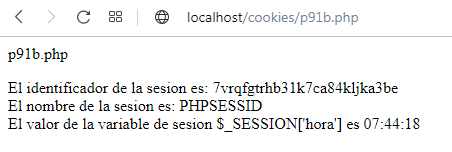 localhost/cookies/p91b.php
p91b.php
El identificador de la sesion es: 7vrqfgtrhb31k7ca84kljka3be
El nombre de la sesion es: PHPSESSID
El valor de la variable de sesion $_SESSION['hora'] es 07:44:18